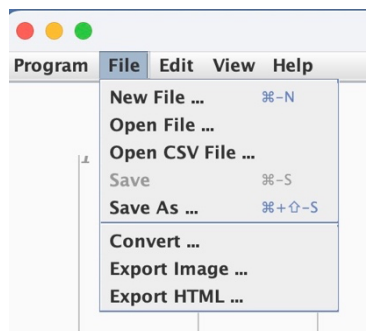 Program File Edit View Help
New File ... ⌘-N
Open File ...
Open CSV File ...
Save ⌘-S
Save As ... ⌘+⇧-S
Convert ...
Export Image ...
Export HTML ...